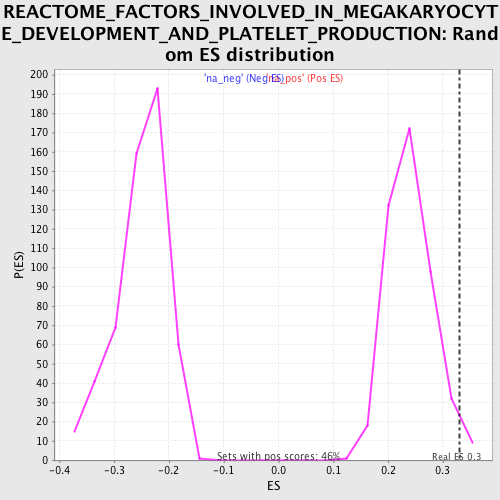 REACTOME_FACTORS_INVOLVED_IN_MEGAKARYOCYT
E_DEVELOPMENT_AND_PLATELET_PRODUCTION: Rand
om ES distribution
'na_neg' (Neg ES)
'na_pos' (Pos ES)
200
190
180
170
160
150
140
130
120
110
100
90
80
70
60
50
40
30
20
10
0
P(ES)
Sets with pos scores: 46%
Real ES 0.3
-0.4 -0.3 -0.2 -0.1 0.0 0.1 0.2 0.3
ES